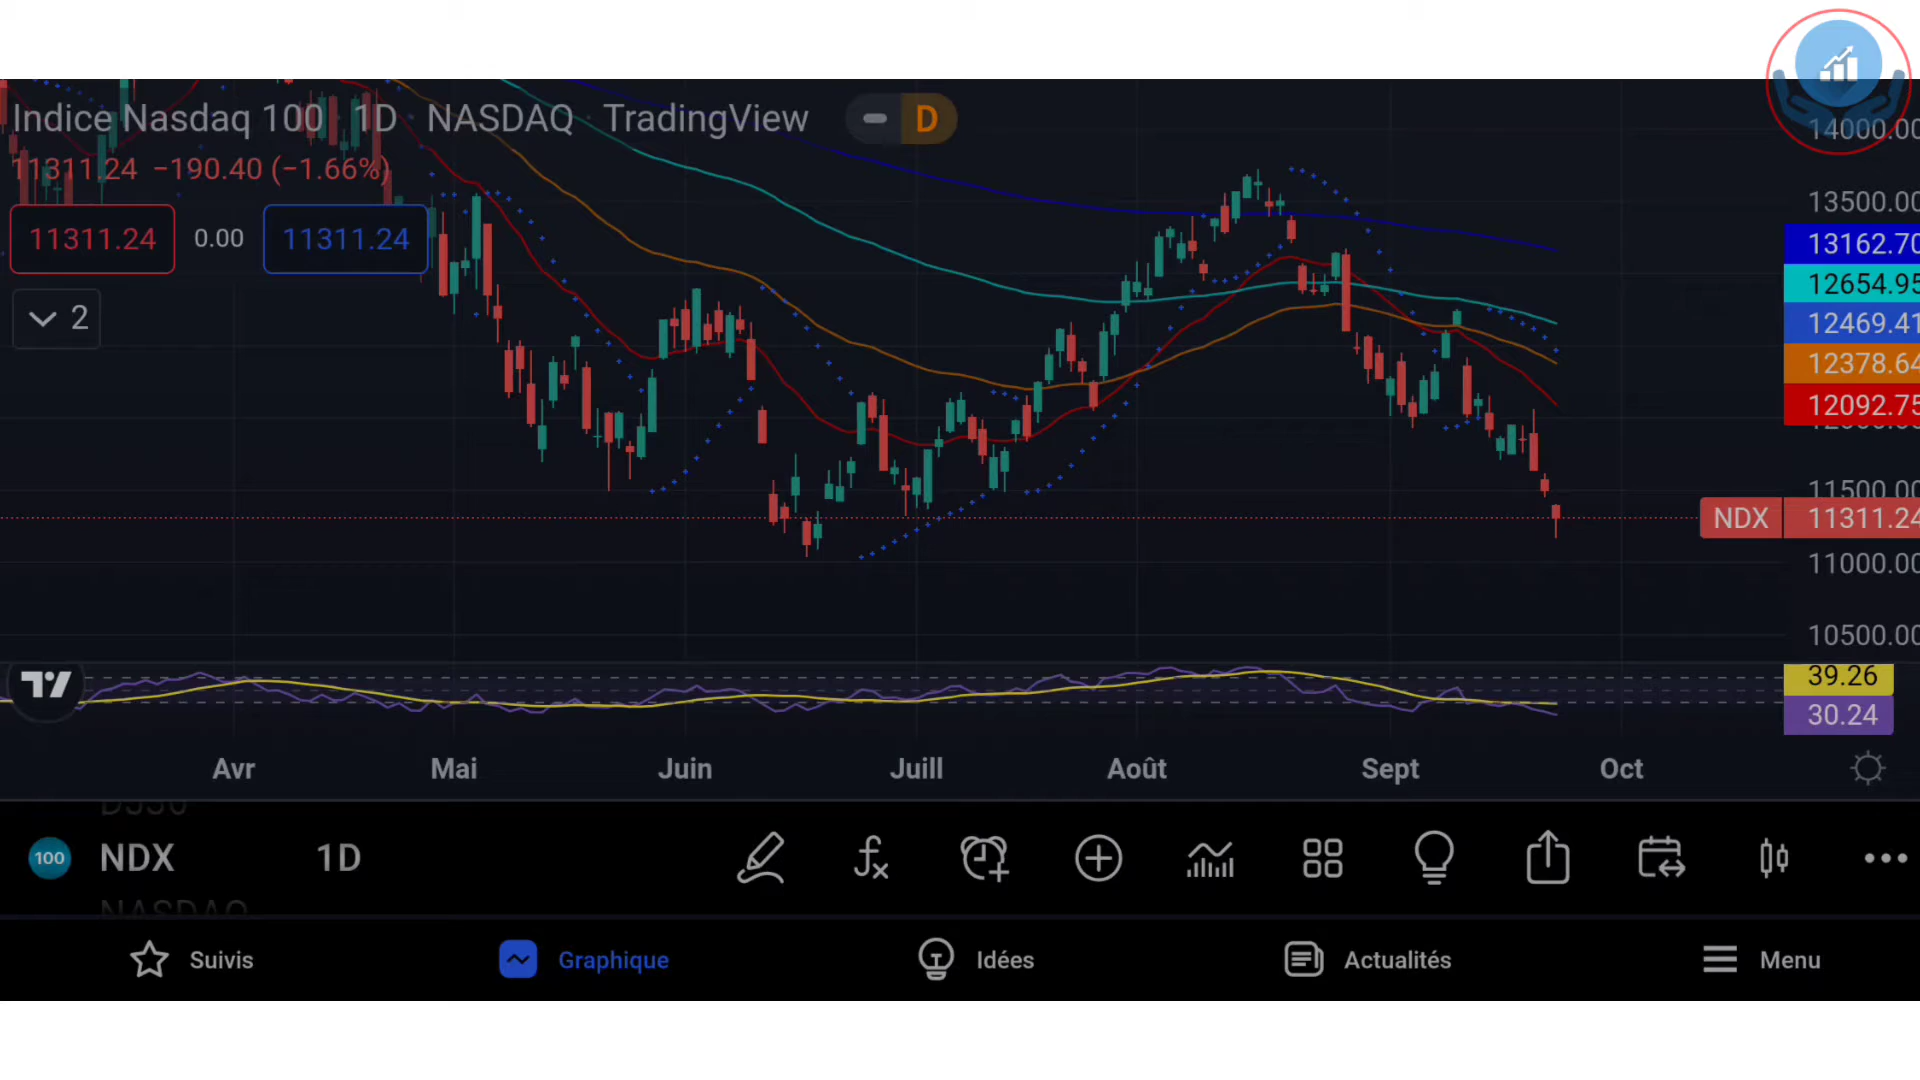 Indice Nasdaq 100 · 1D · NASDAQ · TradingView
D
11311.24 −190.40 (−1.66%)
11311.24 0.00 11311.24
2
14000.00
13500.00
13162.70
12654.95
12469.41
12378.64
12092.75
11500.00
NDX 11311.24
11000.00
10500.00
39.26
30.24
Avr Mai Juin Juill Août Sept Oct
DJ30
100 NDX 1D
NASDAQ
Suivis Graphique Idées Actualités Menu